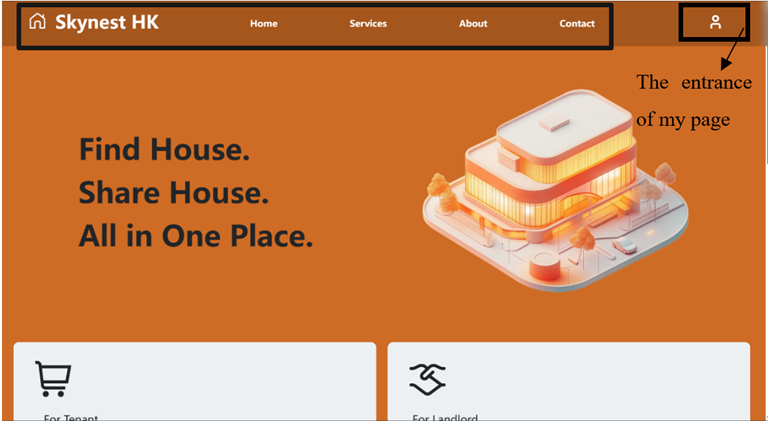 Skynest HK Home Services About Contact
The entrance
of my page
Find House.
Share House.
All in One Place.
For Tenant
For Landlord